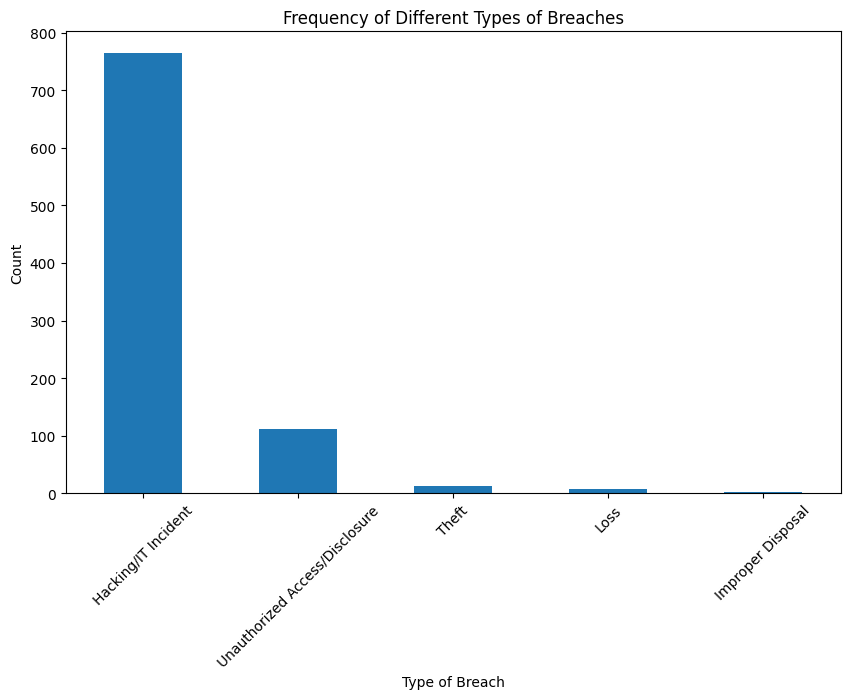 Frequency of Different Types of Breaches
800
700
600
500
400
300
200
100
0
Count
Hacking/IT Incident
Unauthorized Access/Disclosure
Theft
Loss
Improper Disposal
Type of Breach